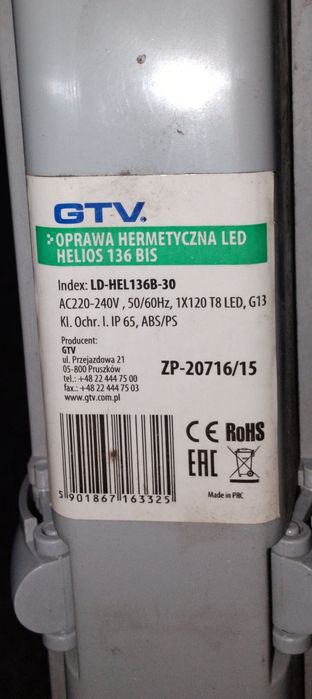 GTV.
OPRAWA HERMETYCZNA LED
HELIOS 136 BIS
Index: LD-HEL136B-30
AC220-240V , 50/60Hz, 1X120 T8 LED, G13
Kl. Ochr. I. IP 65, ABS/PS
Producent:
GTV
ul. Przejazdowa 21
05-800 Pruszków
tel.: +48 22 444 75 00
fax.: +48 22 444 75 03
www.gtv.com.pl
ZP-20716/15
CE RoHS
EAC
5 901867 163325
Made in PRC